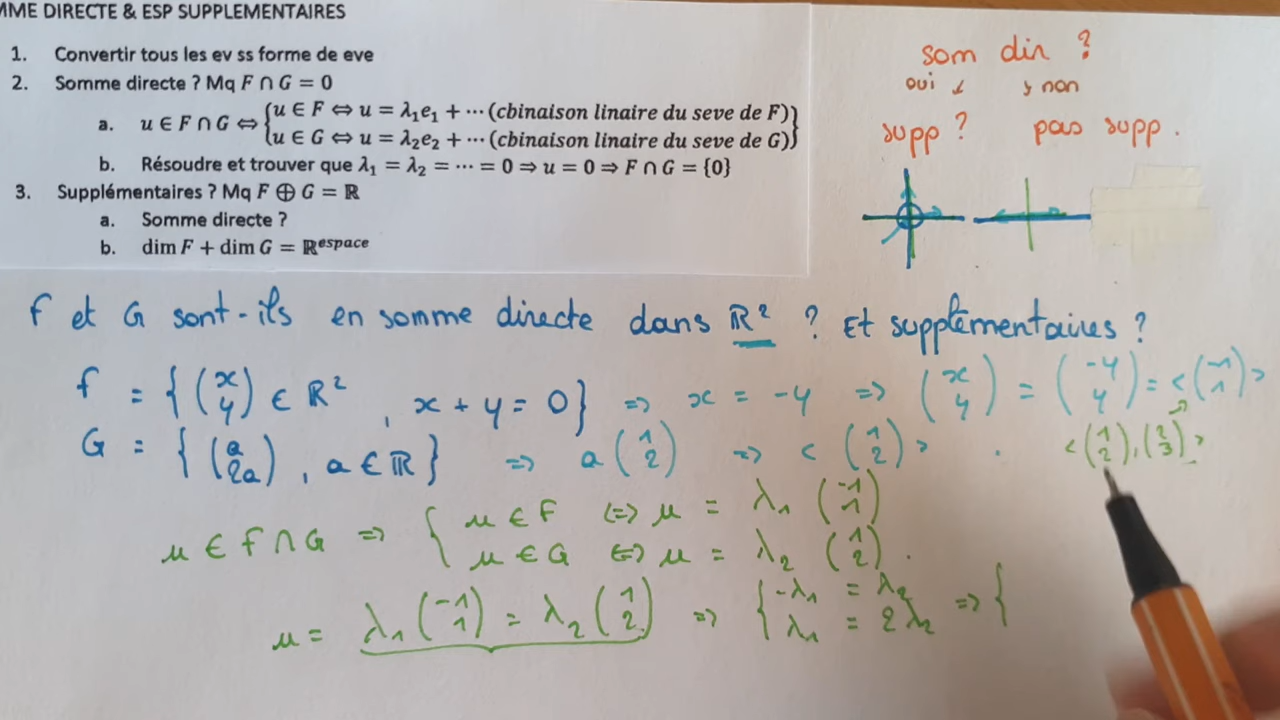 MME DIRECTE & ESP SUPPLEMENTAIRES
1. Convertir tous les ev ss forme de eve
2. Somme directe ? Mq F ∩ G = 0
a. u ∈ F ∩ G ⇔ {u ∈ F ⇔ u = λ₁e₁ + ⋯ (cbinaison linaire du seve de F)
u ∈ G ⇔ u = λ₂e₂ + ⋯ (cbinaison linaire du seve de G)}
b. Résoudre et trouver que λ₁ = λ₂ = ⋯ = 0 ⇒ u = 0 ⇒ F ∩ G = {0}
3. Supplémentaires ? Mq F ⊕ G = ℝ
a. Somme directe ?
b. dim F + dim G = ℝ^espace
som dir ?
oui ↙ ↘ non
supp ? pas supp .
F et G sont-ils en somme directe dans ℝ² ? Et supplémentaires ?
F = {(x y) ∈ ℝ² , x + y = 0} => x = -y => (x y) = (-y y) = <(-1 1)>
G = {(a 2a) , a ∈ ℝ} => a (1 2) => < (1 2) > . <(1 2), (2 3)>
u ∈ F ∩ G => { u ∈ F <=> u = λ₁ (-1 1)
u ∈ G <=> u = λ₂ (1 2) .
u = λ₁ (-1 1) = λ₂ (1 2) => { -λ₁ = λ₂
λ₁ = 2λ₂ => {